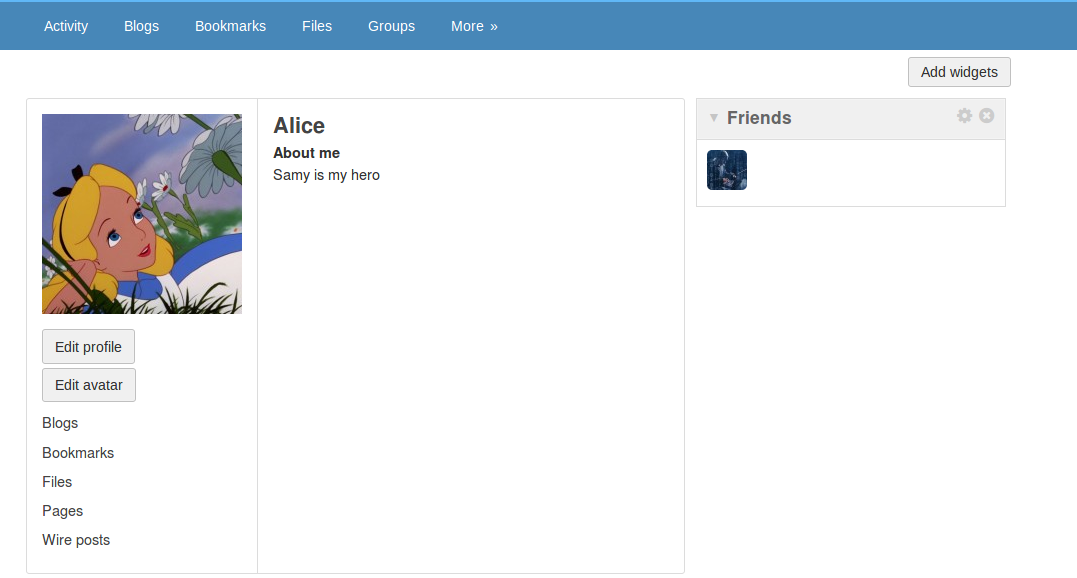 Activity Blogs Bookmarks Files Groups More »
Add widgets
Alice
About me
Samy is my hero
Friends
Edit profile
Edit avatar
Blogs
Bookmarks
Files
Pages
Wire posts